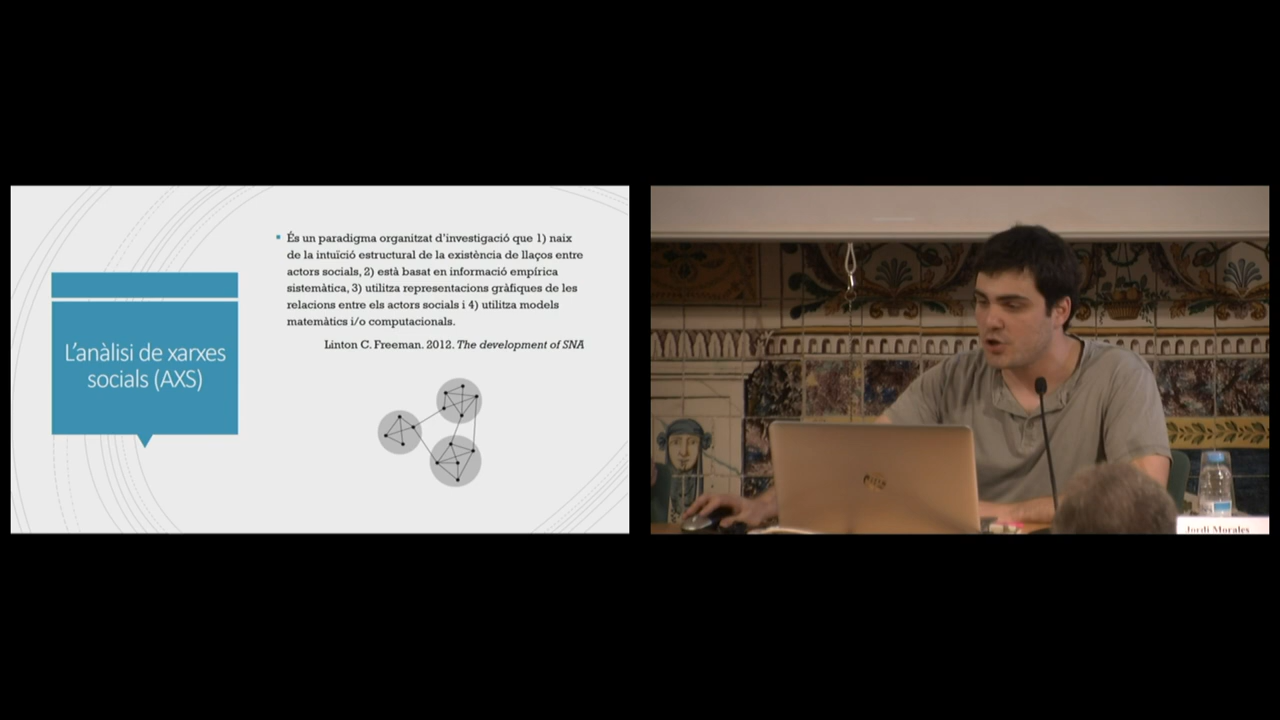 L'anàlisi de xarxes
socials (AXS)
• És un paradigma organitzat d'investigació que 1) naix
de la intuïció estructural de la existència de llaços entre
actors socials, 2) està basat en informació empírica
sistemàtica, 3) utilitza representacions gràfiques de les
relacions entre els actors socials i 4) utilitza models
matemàtics i/o computacionals.
Linton C. Freeman. 2012. The development of SNA
Jordi Morales